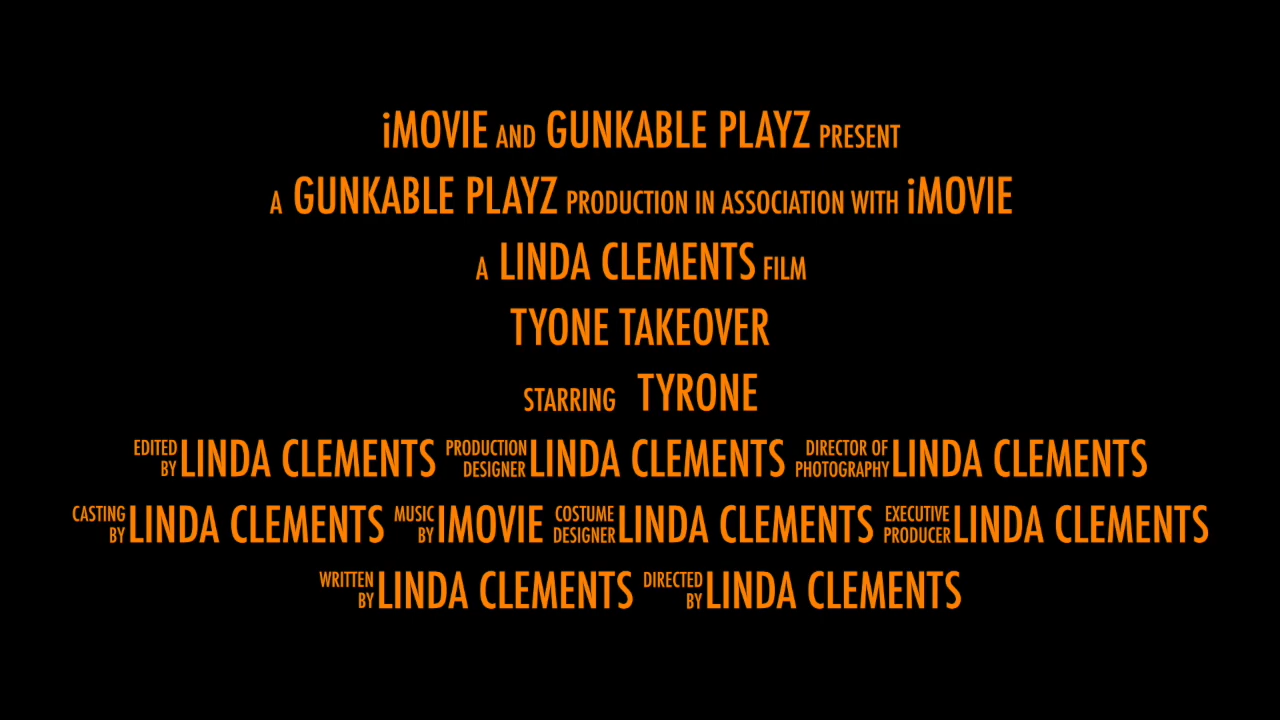 iMOVIE AND GUNKABLE PLAYZ PRESENT
A GUNKABLE PLAYZ PRODUCTION IN ASSOCIATION WITH iMOVIE
A LINDA CLEMENTS FILM
TYONE TAKEOVER
STARRING TYRONE
EDITED BY LINDA CLEMENTS PRODUCTION DESIGNER LINDA CLEMENTS DIRECTOR OF PHOTOGRAPHY LINDA CLEMENTS
CASTING BY LINDA CLEMENTS MUSIC BY IMOVIE COSTUME DESIGNER LINDA CLEMENTS EXECUTIVE PRODUCER LINDA CLEMENTS
WRITTEN BY LINDA CLEMENTS DIRECTED BY LINDA CLEMENTS